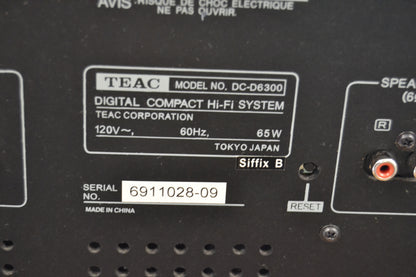 AVIS
RISQUE DE CHOC ELECTRIQUE
NE PAS OUVRIR
TEAC MODEL NO. DC-D6300
DIGITAL COMPACT Hi-Fi SYSTEM
TEAC CORPORATION
120V~, 60Hz, 65W
TOKYO JAPAN
Siffix B
SERIAL
NO. 6911028-09
MADE IN CHINA
RESET
SPEA
(6
R